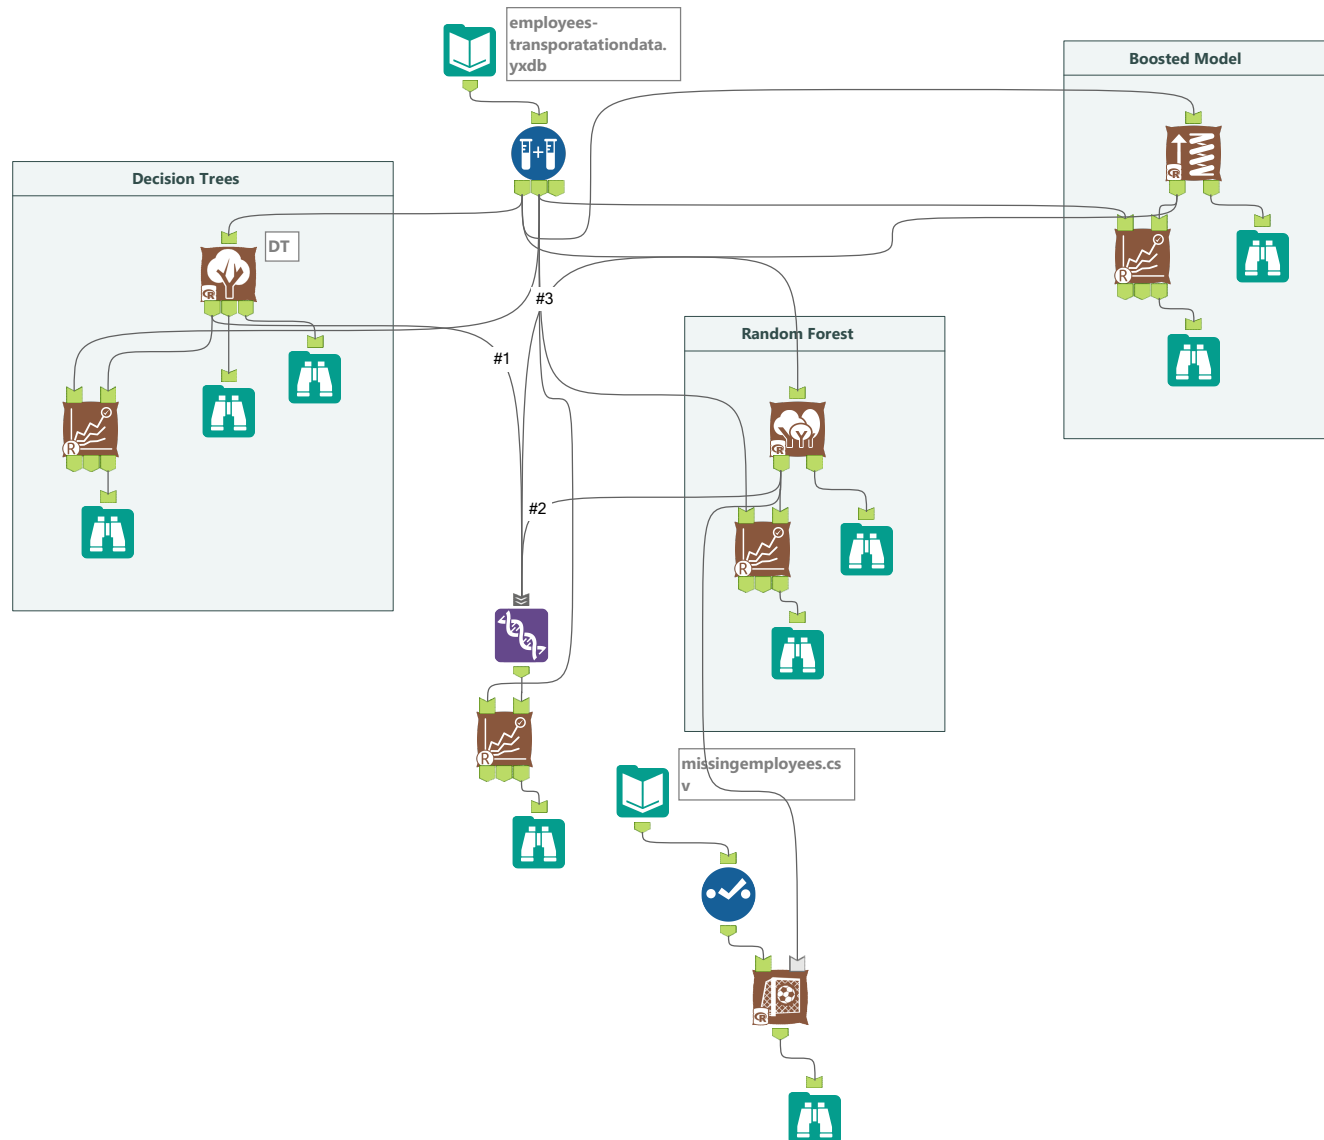 employees-
transporatationdata.
yxdb
Boosted Model
Decision Trees
DT
#3
Random Forest
#1
#2
missingemployees.cs
v
R
R
R
R
R
R
R
R